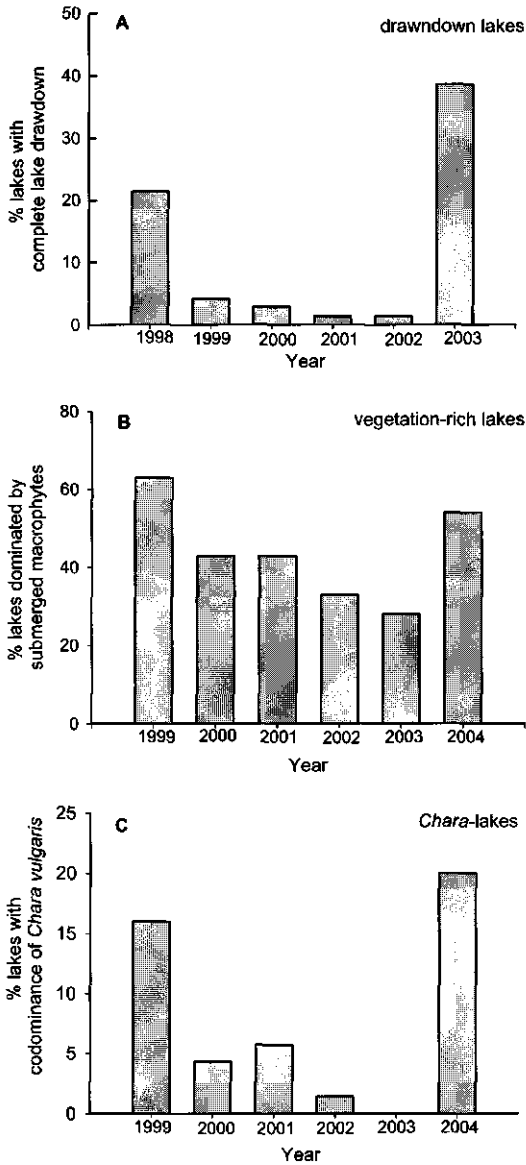 A
drawndown lakes
% lakes with
complete lake drawdown
50
40
30
20
10
0
1998 1999 2000 2001 2002 2003
Year
B
vegetation-rich lakes
% lakes dominated by
submerged macrophytes
80
60
40
20
0
1999 2000 2001 2002 2003 2004
Year
C
Chara-lakes
% lakes with
codominance of Chara vulgaris
25
20
15
10
5
0
1999 2000 2001 2002 2003 2004
Year